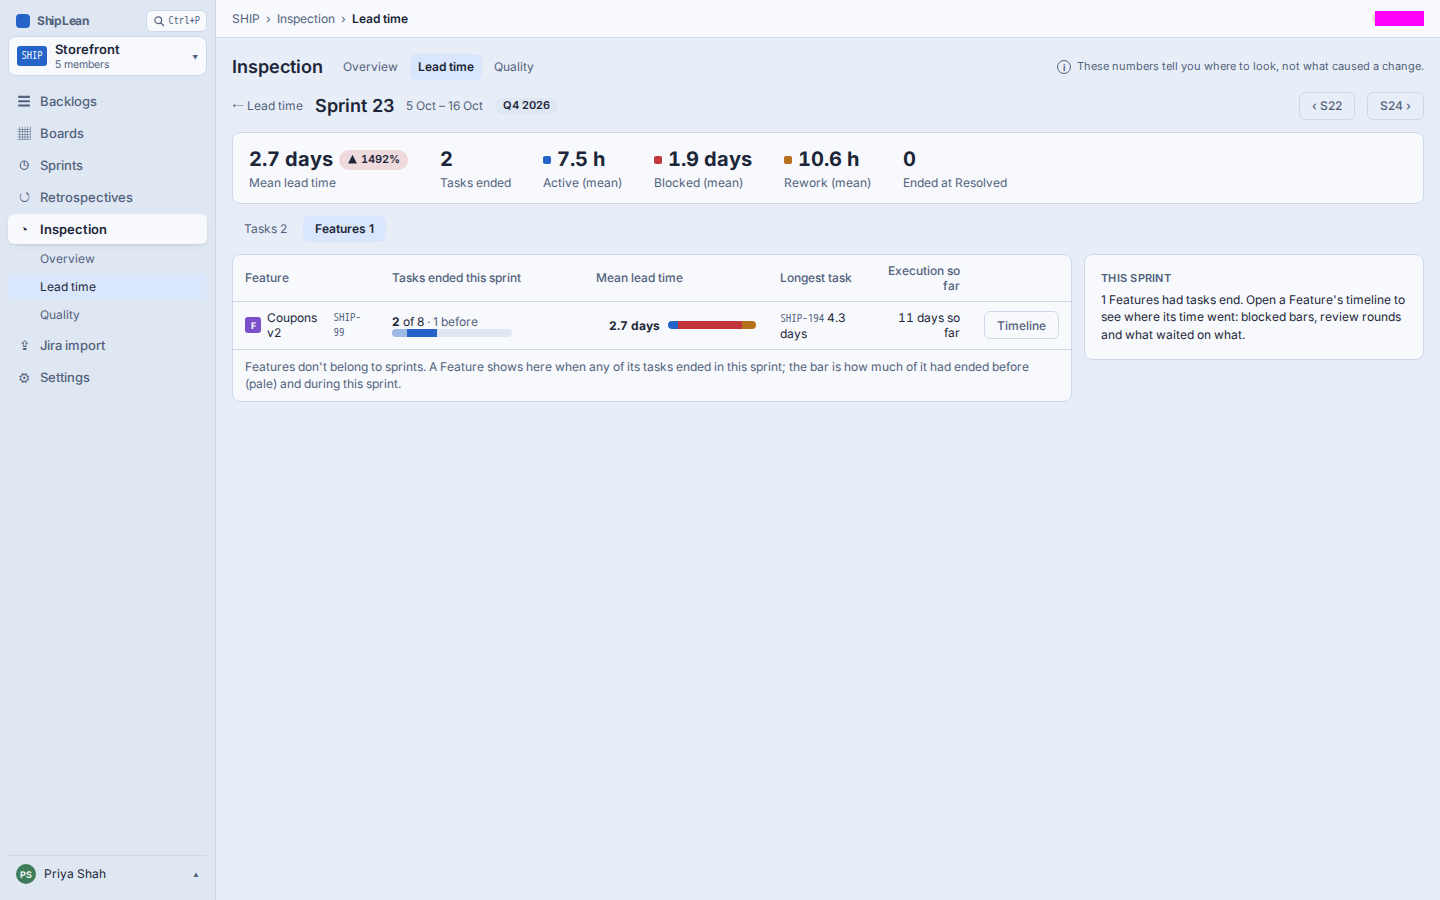 ShipLean
Ctrl+P
SHIP
Storefront
5 members
Backlogs
Boards
Sprints
Retrospectives
Inspection
Overview
Lead time
Quality
Jira import
Settings
PS
Priya Shah
SHIP › Inspection › Lead time
Inspection
Overview
Lead time
Quality
These numbers tell you where to look, not what caused a change.
← Lead time
Sprint 23
5 Oct – 16 Oct
Q4 2026
‹ S22
S24 ›
2.7 days
▲ 1492%
Mean lead time
2
Tasks ended
7.5 h
Active (mean)
1.9 days
Blocked (mean)
10.6 h
Rework (mean)
0
Ended at Resolved
Tasks 2
Features 1
Feature
Tasks ended this sprint
Mean lead time
Longest task
Execution so
far
F
Coupons
v2
SHIP-
99
2 of 8 · 1 before
2.7 days
SHIP-194 4.3
days
11 days so
far
Timeline
Features don't belong to sprints. A Feature shows here when any of its tasks ended in this sprint; the bar is how much of it had ended before
(pale) and during this sprint.
THIS SPRINT
1 Features had tasks end. Open a Feature's timeline to
see where its time went: blocked bars, review rounds
and what waited on what.